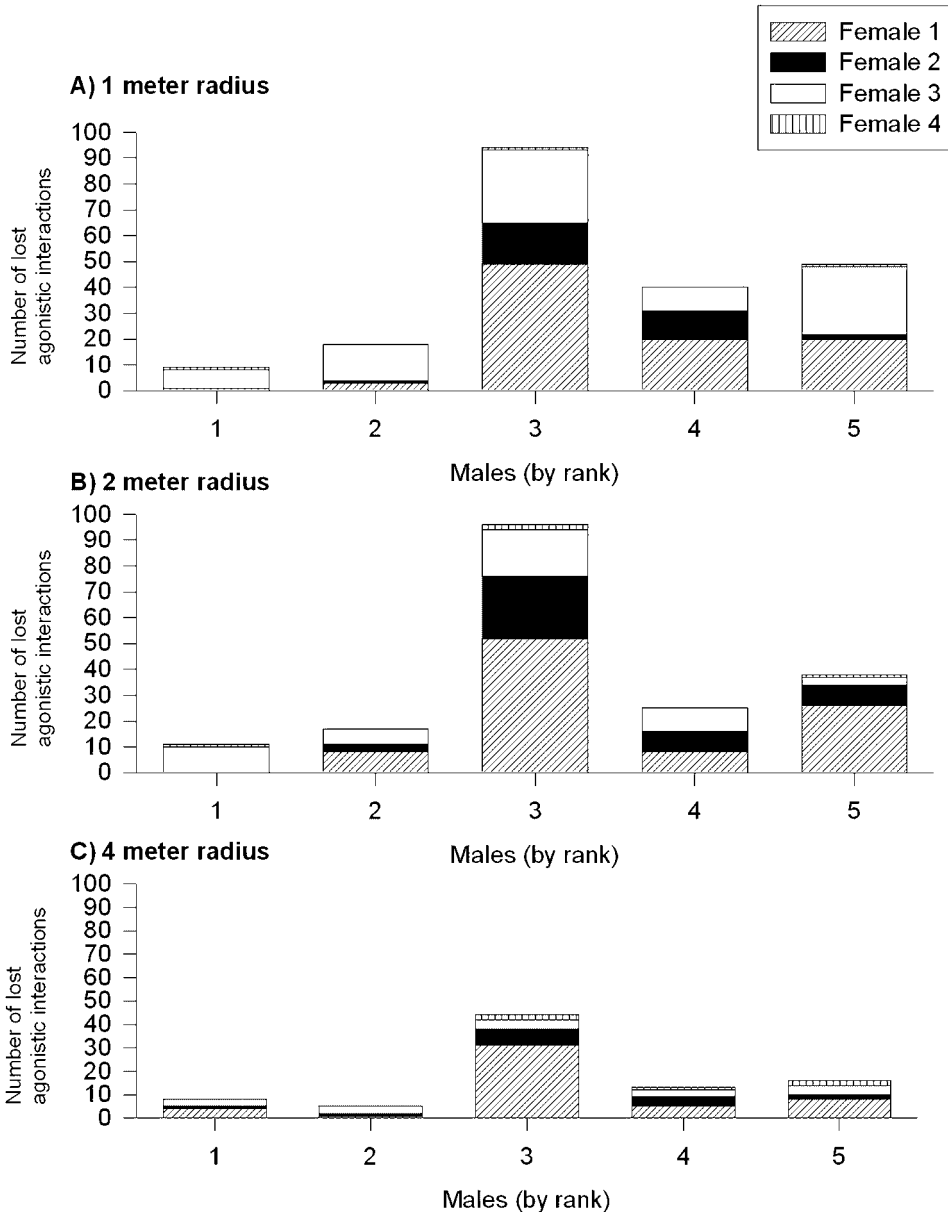 Female 1
Female 2
Female 3
Female 4
A) 1 meter radius
Number of lost
agonistic interactions
100
90
80
70
60
50
40
30
20
10
0
1 2 3 4 5
Males (by rank)
B) 2 meter radius
Number of lost
agonistic interactions
100
90
80
70
60
50
40
30
20
10
0
1 2 3 4 5
Males (by rank)
C) 4 meter radius
Number of lost
agonistic interactions
100
90
80
70
60
50
40
30
20
10
0
1 2 3 4 5
Males (by rank)